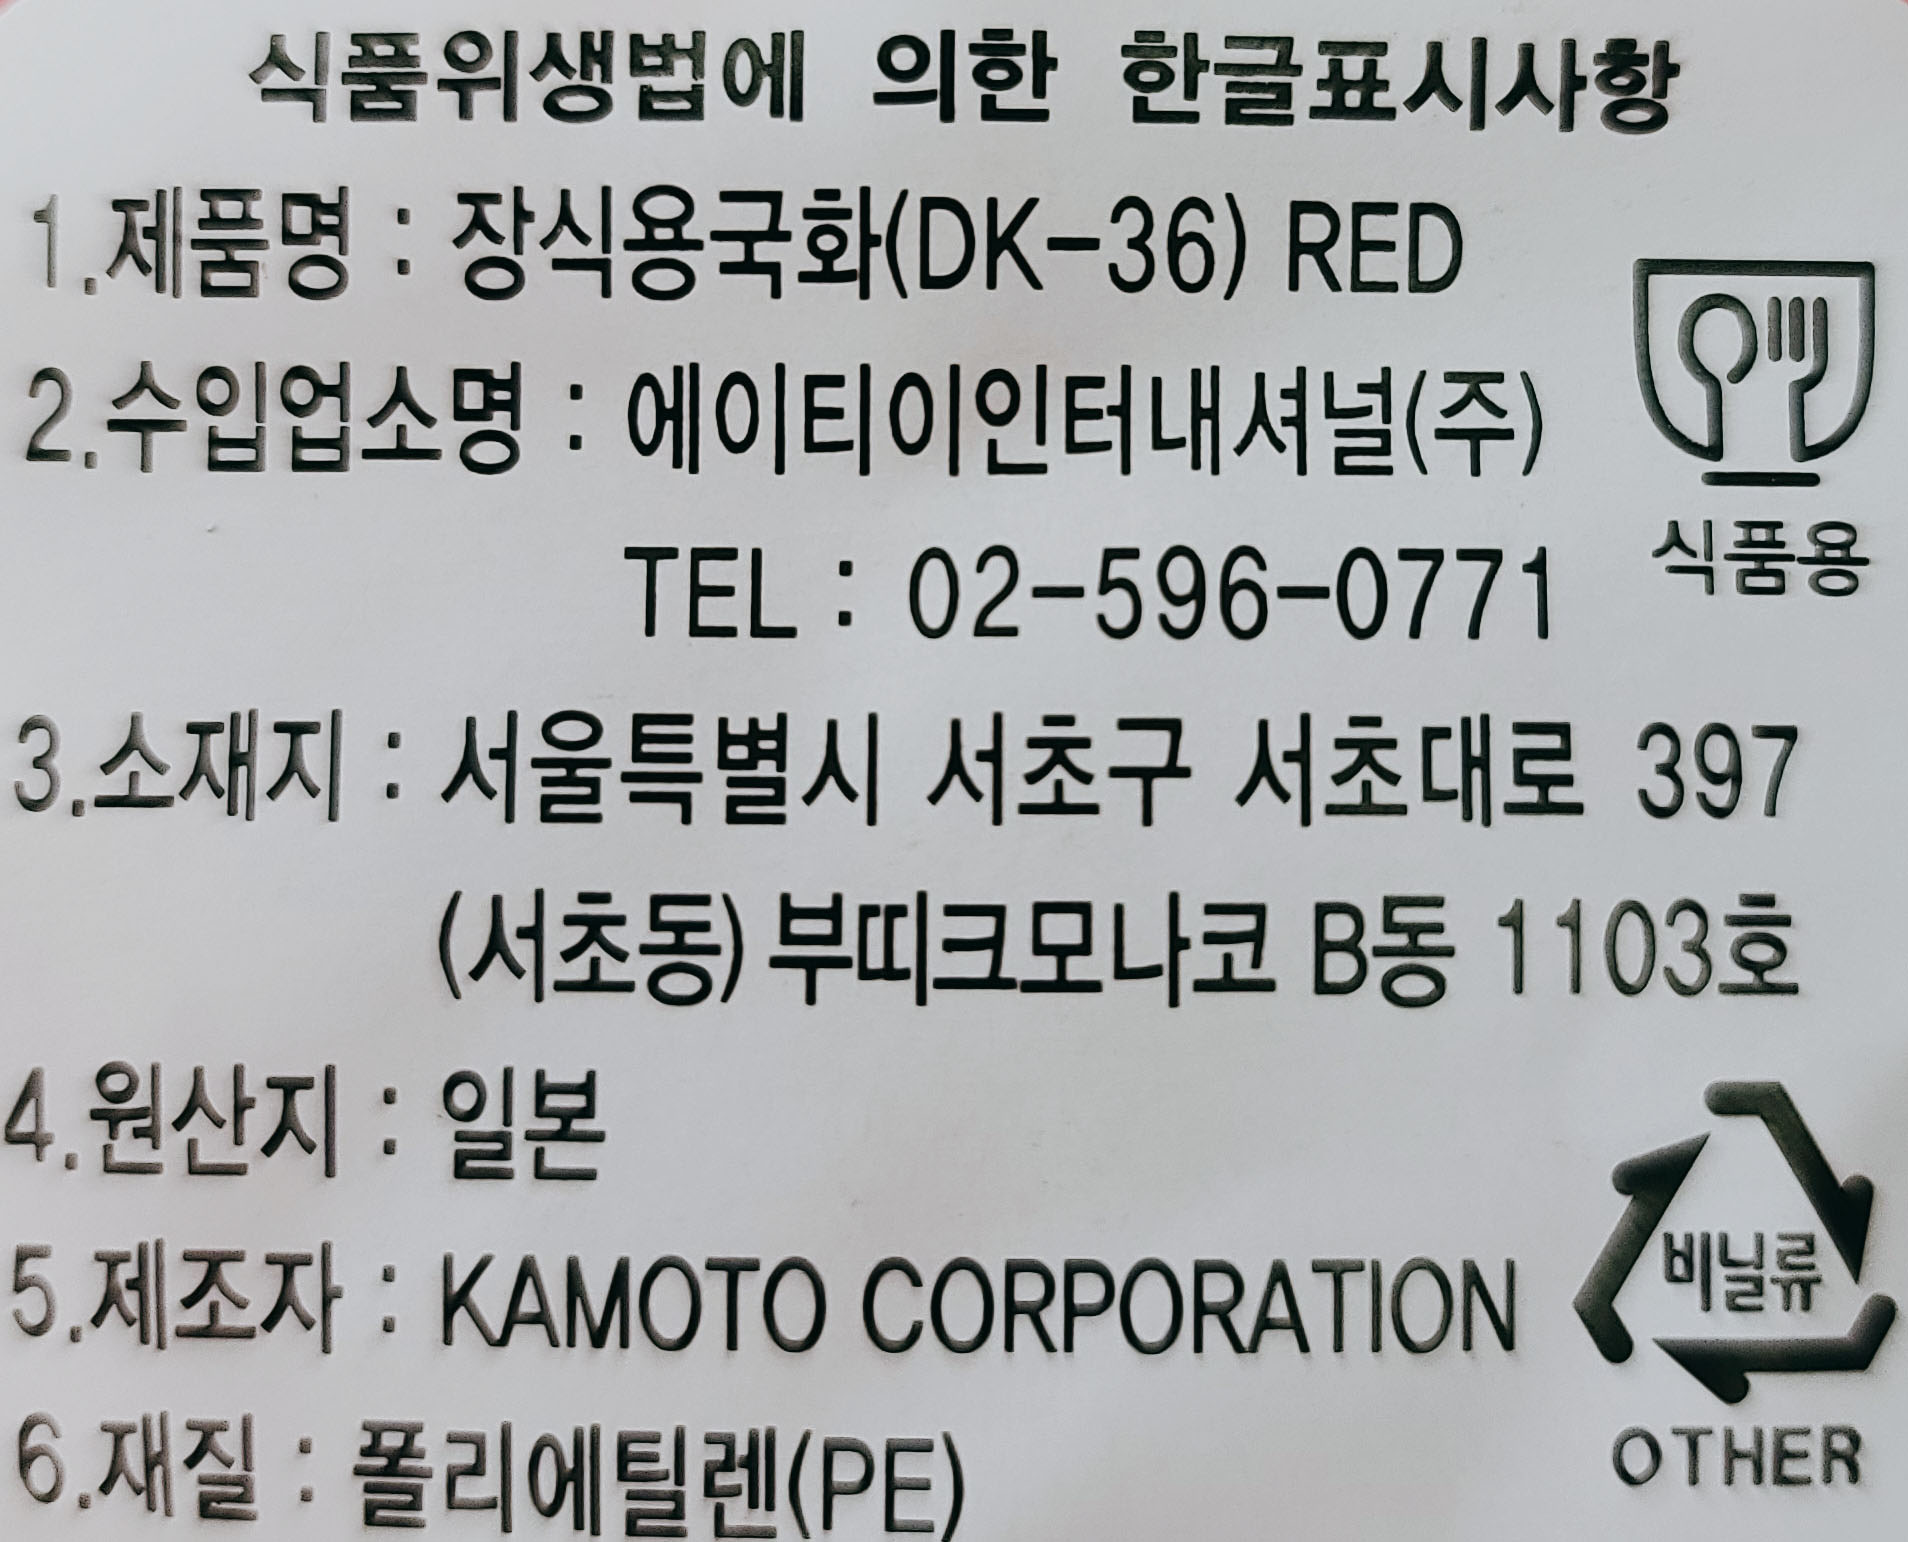 식품위생법에 의한 한글표시사항
1.제품명 : 장식용국화(DK-36) RED
2.수입업소명 : 에이티이인터내셔널(주)
TEL : 02-596-0771
식품용
3.소재지 : 서울특별시 서초구 서초대로 397
(서초동) 부띠크모나코 B동 1103호
4.원산지 : 일본
5.제조자 : KAMOTO CORPORATION
비닐류
OTHER
6.재질 : 폴리에틸렌(PE)